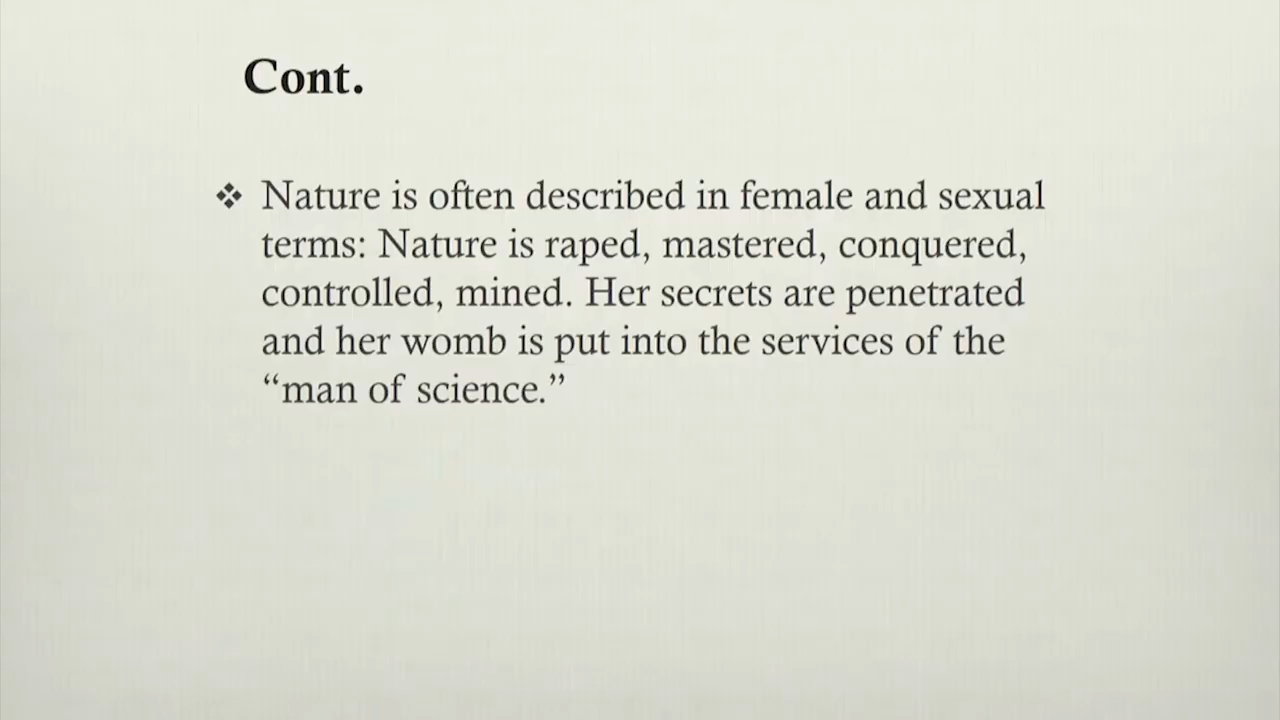 Cont.
❖ Nature is often described in female and sexual
terms: Nature is raped, mastered, conquered,
controlled, mined. Her secrets are penetrated
and her womb is put into the services of the
“man of science.”